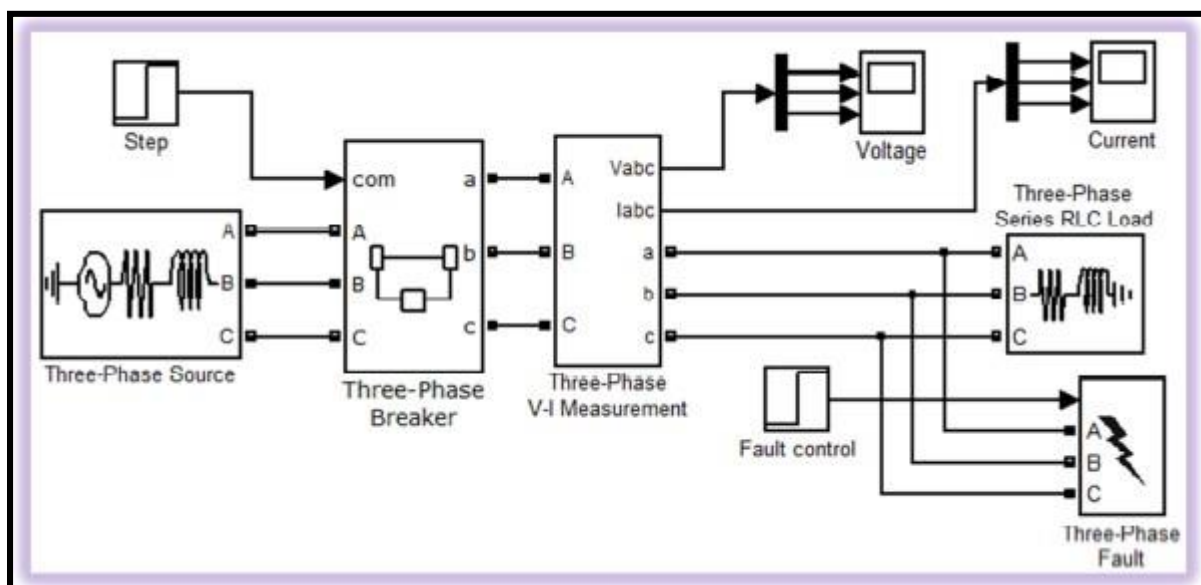 Step
Voltage
Current
com
a
A
Vabc
Iabc
Three-Phase
Series RLC Load
A
A
B
B
b
B
a
b
A
B
C
C
c
C
c
C
Three-Phase Source
Three-Phase
Breaker
Three-Phase
V-I Measurement
Fault control
A
B
C
Three-Phase
Fault